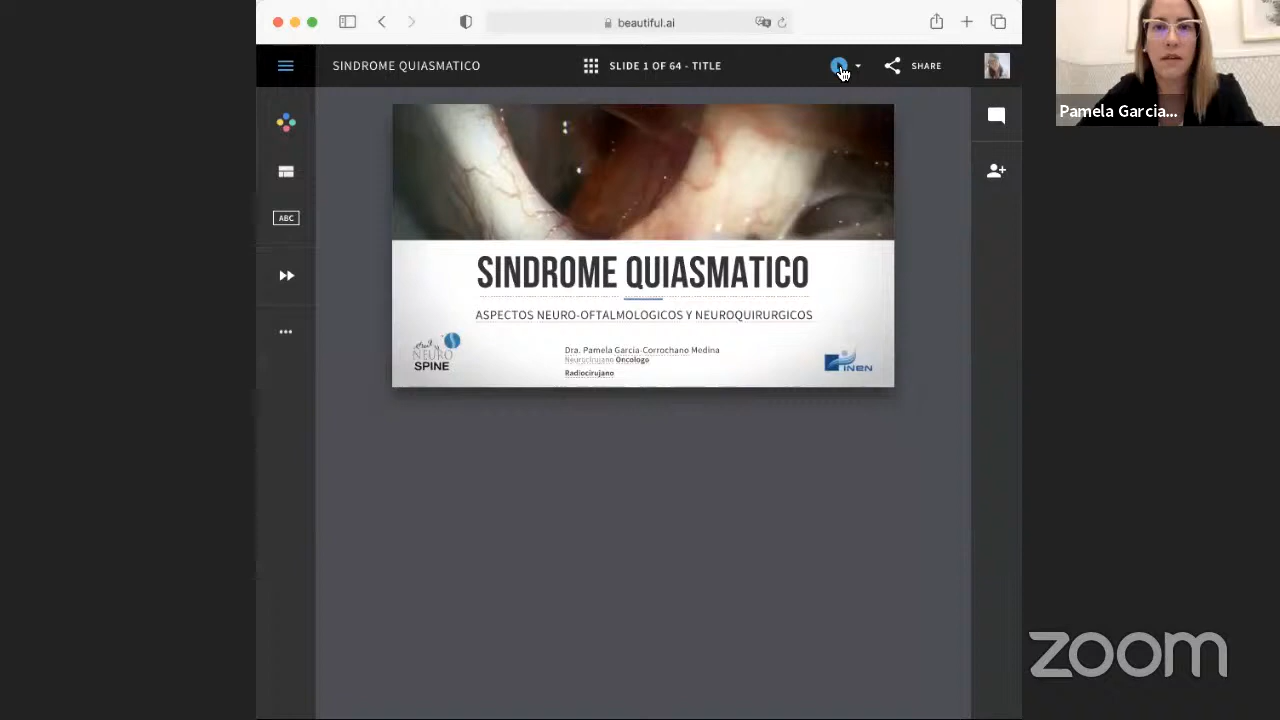 beautiful.ai
SINDROME QUIASMATICO
SLIDE 1 OF 64 - TITLE
SHARE
Pamela Garcia...
ABC
SINDROME QUIASMATICO
ASPECTOS NEURO-OFTALMOLOGICOS Y NEUROQUIRURGICOS
Dra. Pamela Garcia-Corrochano Medina
Neurocirujano Oncologo
Radiocirujano
NEURO
SPINE
INEN
zoom